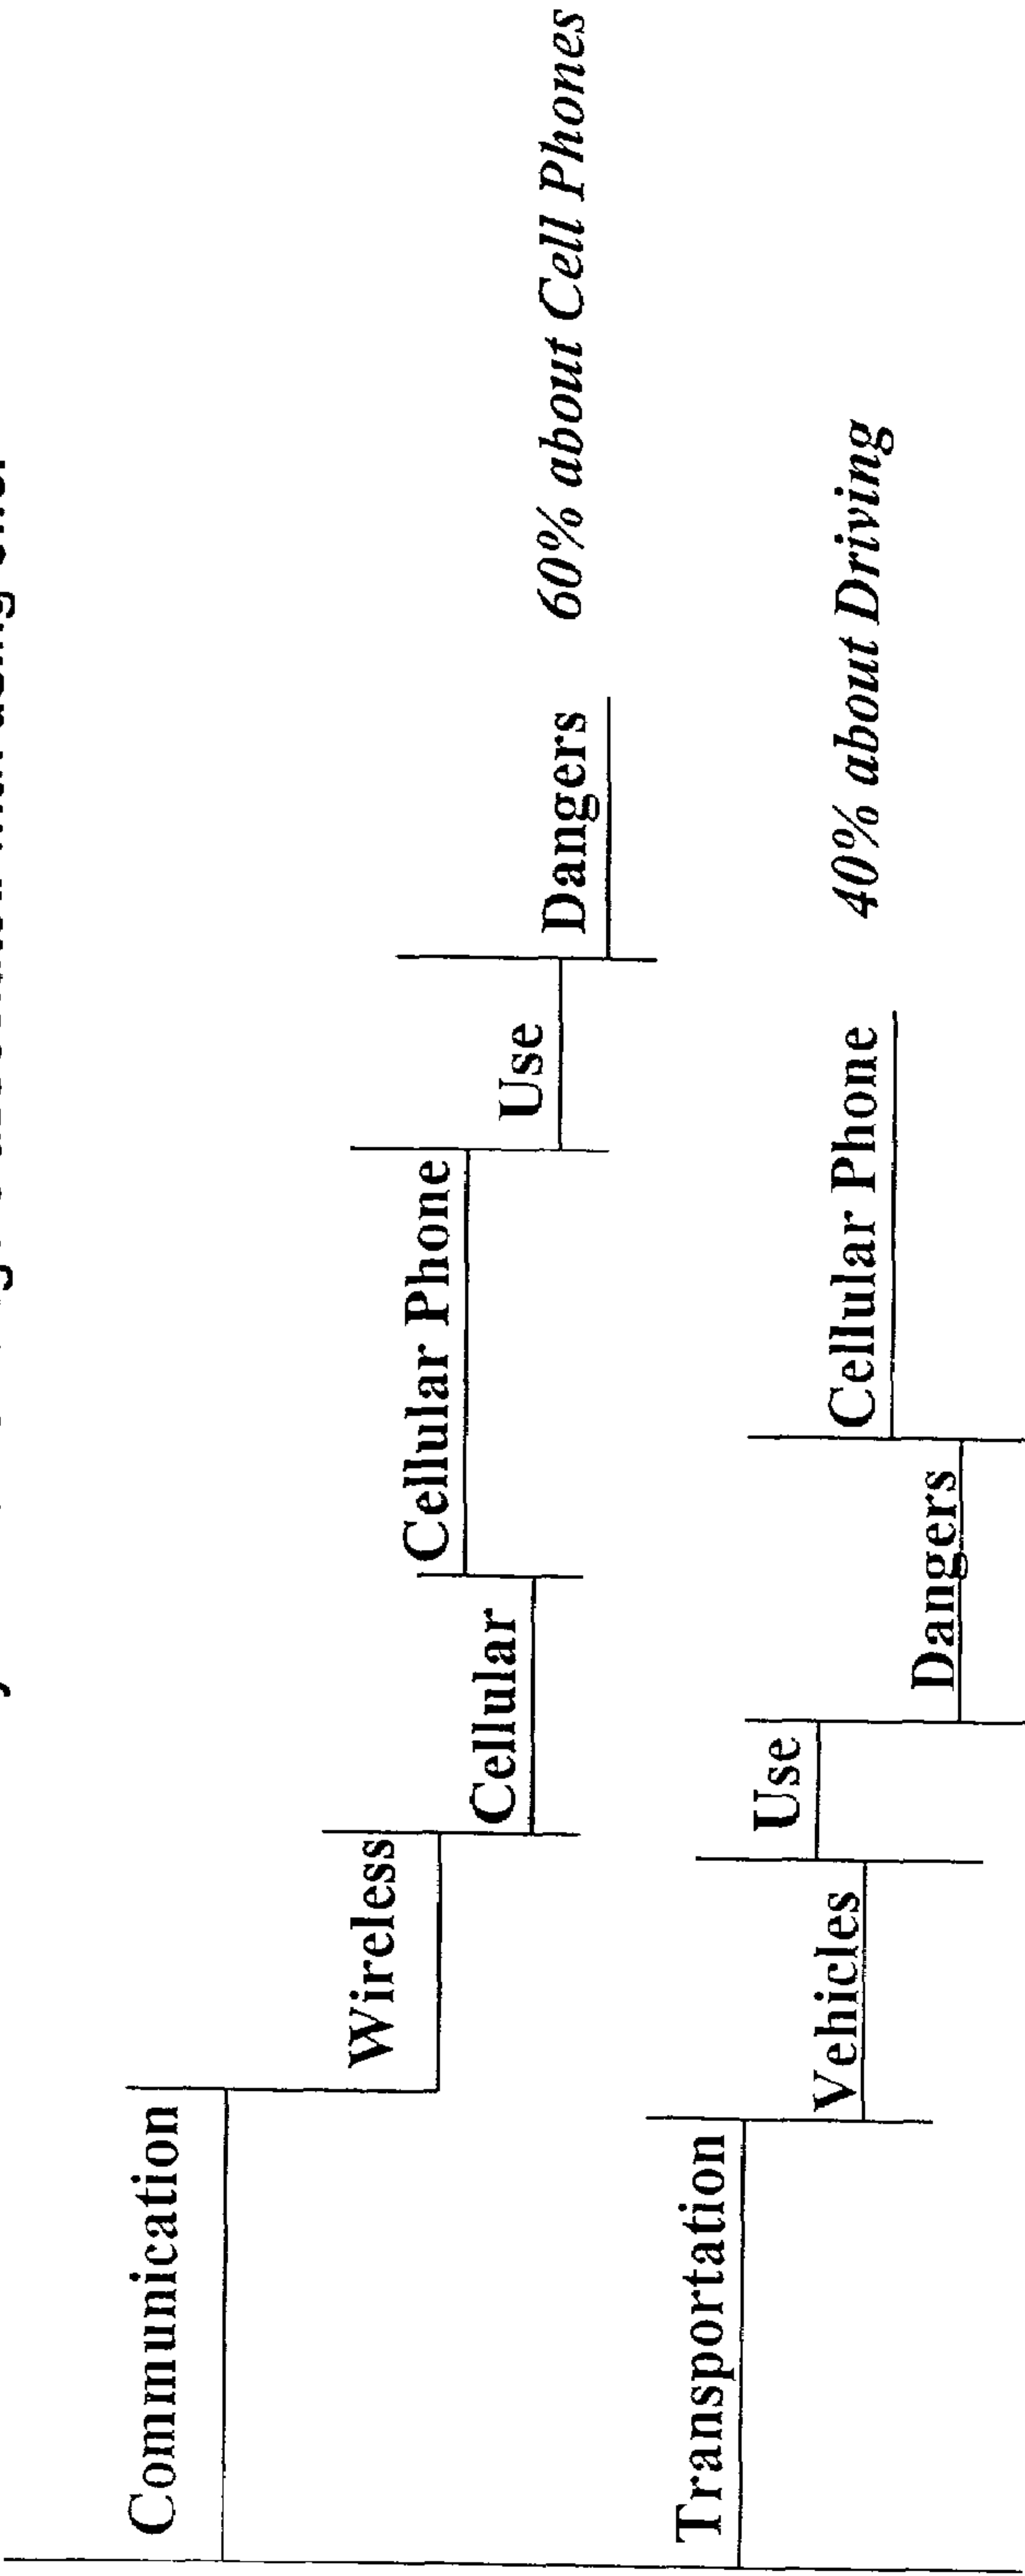 Communication
Wireless
Cellular
Cellular Phone
Use
Dangers
60% about Cell Phones
Transportation
Vehicles
Use
Dangers
Cellular Phone
40% about Driving